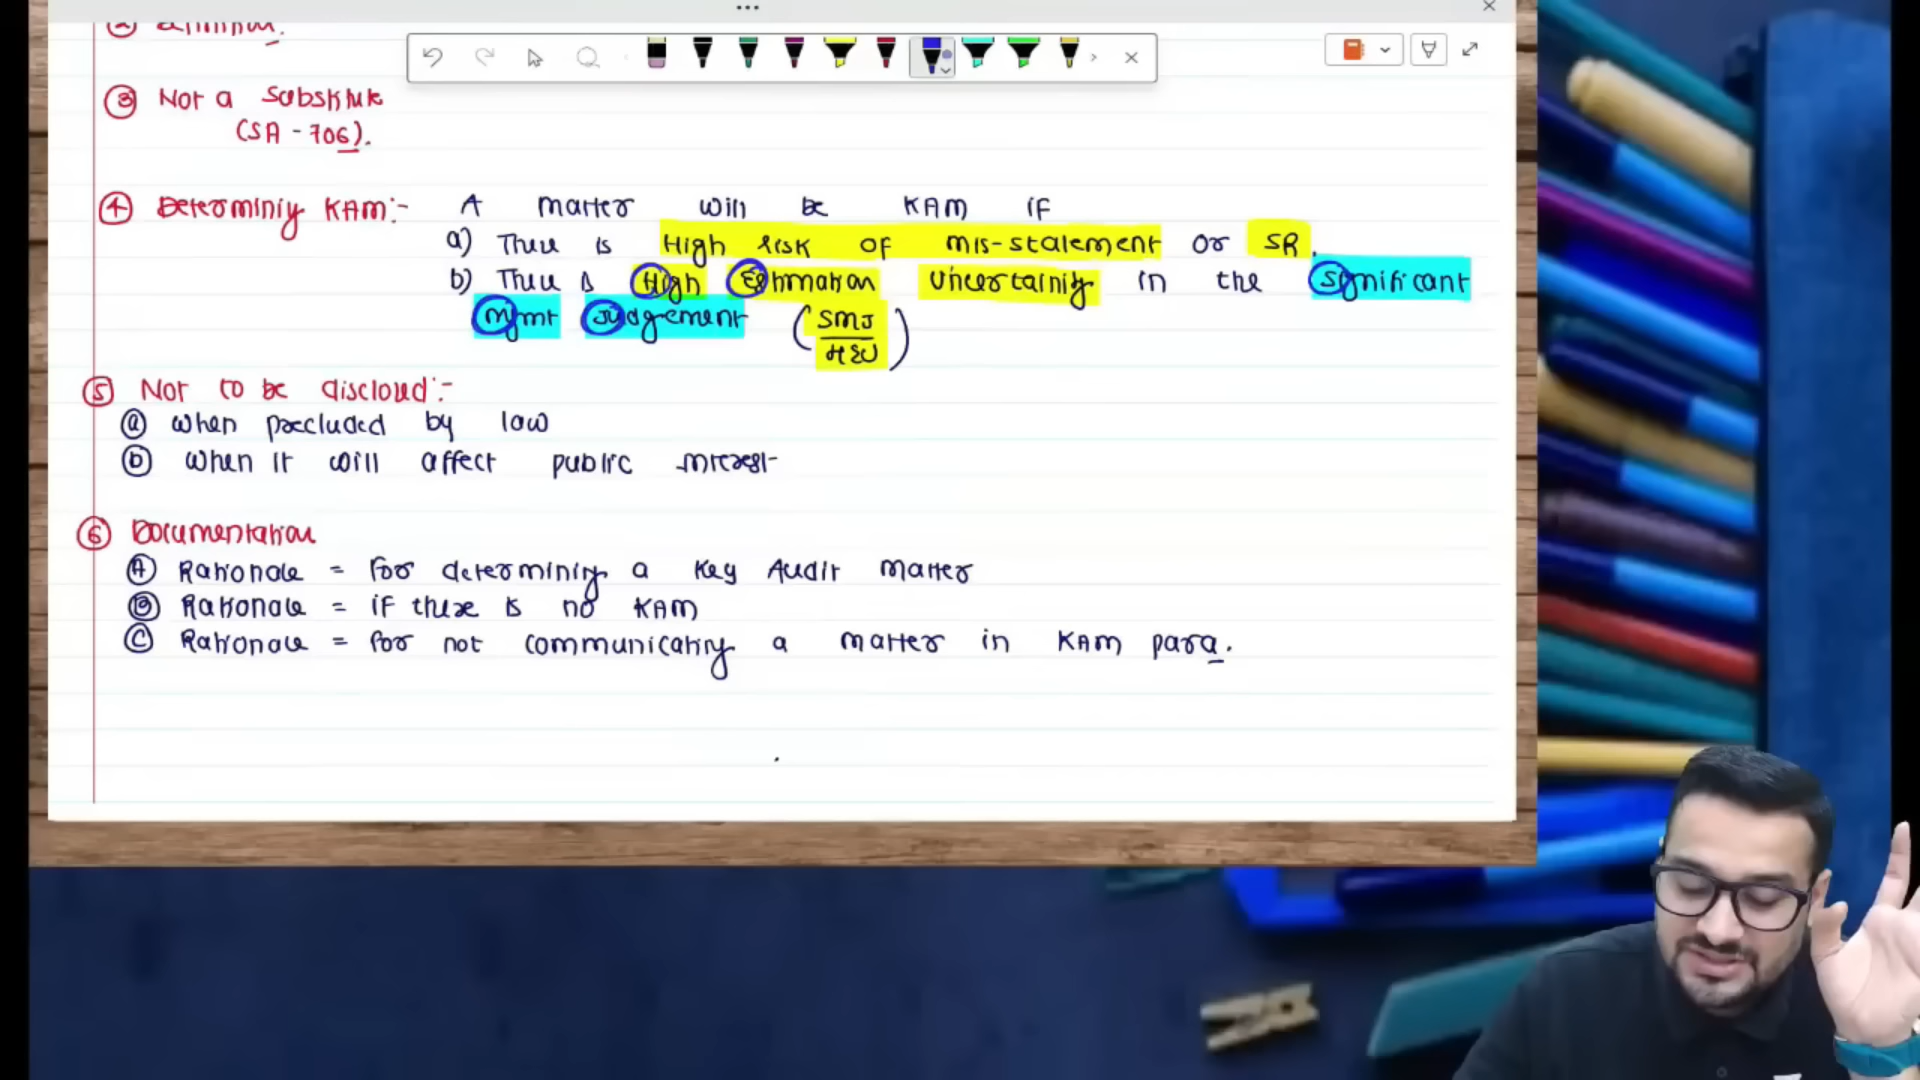 ③ Not a Substitute
(SA - 706).
④ Determining KAM:- A matter will be KAM if
a) There is High risk of mis-statement or SR.
b) There is High Estimation Uncertainity in the Significant
Mgmt Judgement (SMJ
HEU)
⑤ Not to be disclosed:-
ⓐ when precluded by law
ⓑ when it will affect public interest
⑥ Documentation
Ⓐ Rationale = For determining a Key Audit Matter
Ⓑ Rationale = if there is no KAM
Ⓒ Rationale = for not communicating a matter in KAM para.